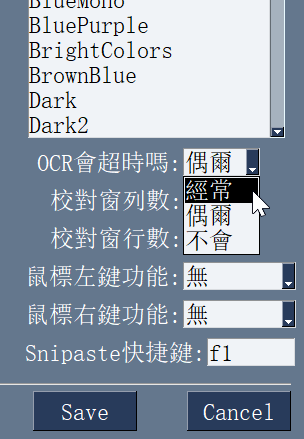 BlueMono
BluePurple
BrightColors
BrownBlue
Dark
Dark2
OCR會超時嗎:偶爾
經常
校對窗列數:
偶爾
校對窗行數:
不會
鼠標左鍵功能:無
鼠標右鍵功能:無
Snipaste快捷鍵:f1
Save Cancel